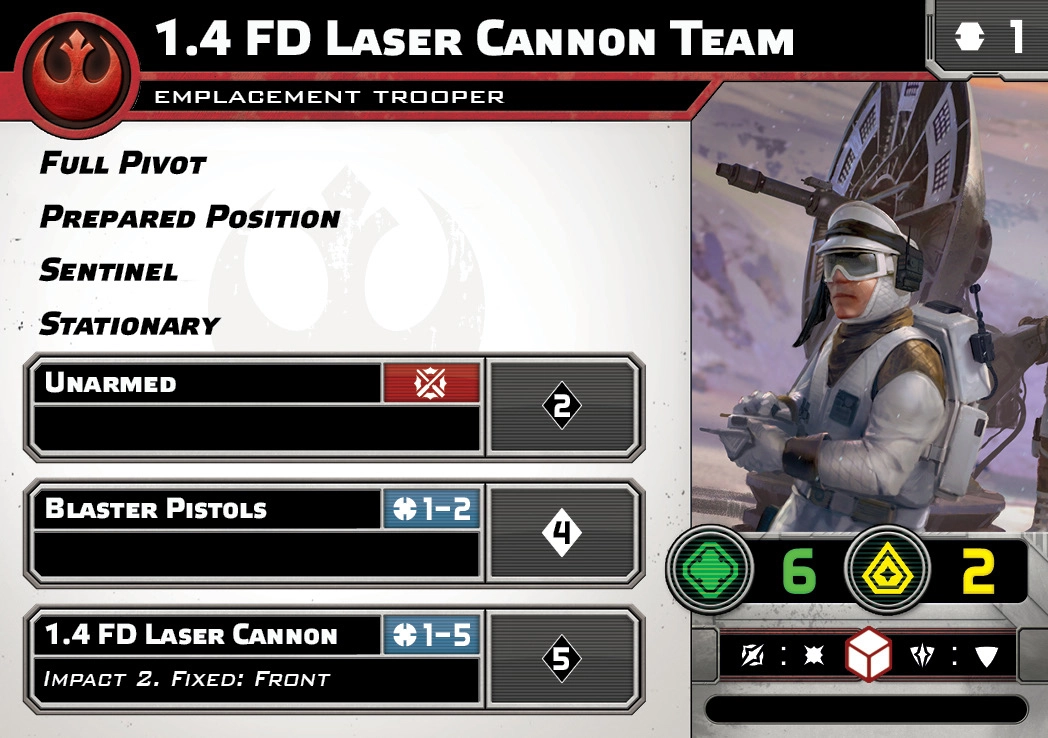 1.4 FD Laser Cannon Team
1
EMPLACEMENT TROOPER
Full Pivot
Prepared Position
Sentinel
Stationary
Unarmed
2
Blaster Pistols
1–2
4
1.4 FD Laser Cannon
1–5
5
Impact 2. Fixed: Front
6
2
:
: